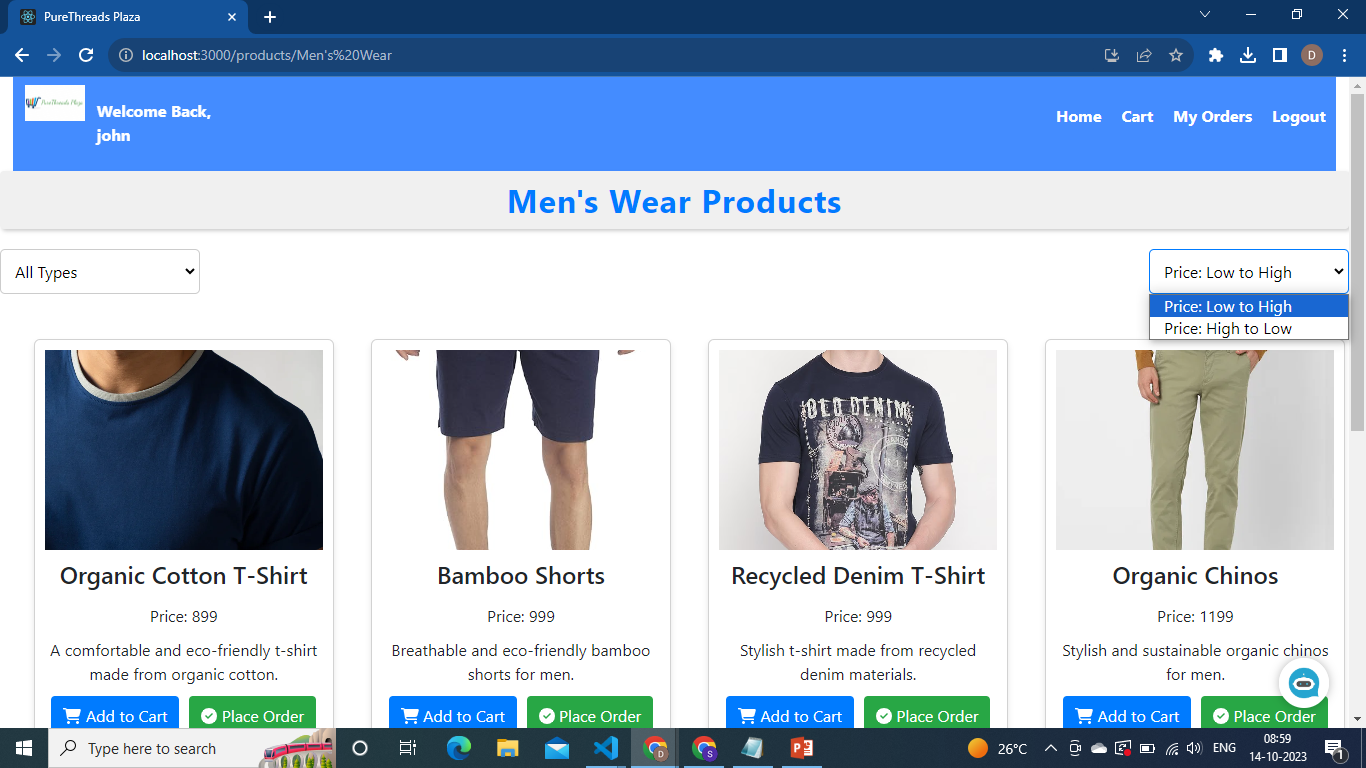 PureThreads Plaza
localhost:3000/products/Men's%20Wear
D
PureThreads Plaza
Welcome Back,
john
Home Cart My Orders Logout
Men's Wear Products
All Types
Price: Low to High
Price: Low to High
Price: High to Low
OLD DENIM
Organic Cotton T-Shirt
Price: 899
A comfortable and eco-friendly t-shirt
made from organic cotton.
Add to Cart Place Order
Bamboo Shorts
Price: 999
Breathable and eco-friendly bamboo
shorts for men.
Add to Cart Place Order
Recycled Denim T-Shirt
Price: 999
Stylish t-shirt made from recycled
denim materials.
Add to Cart Place Order
Organic Chinos
Price: 1199
Stylish and sustainable organic chinos
for men.
Add to Cart Place Order
Type here to search
D
S
26°C
ENG
08:59
14-10-2023
1